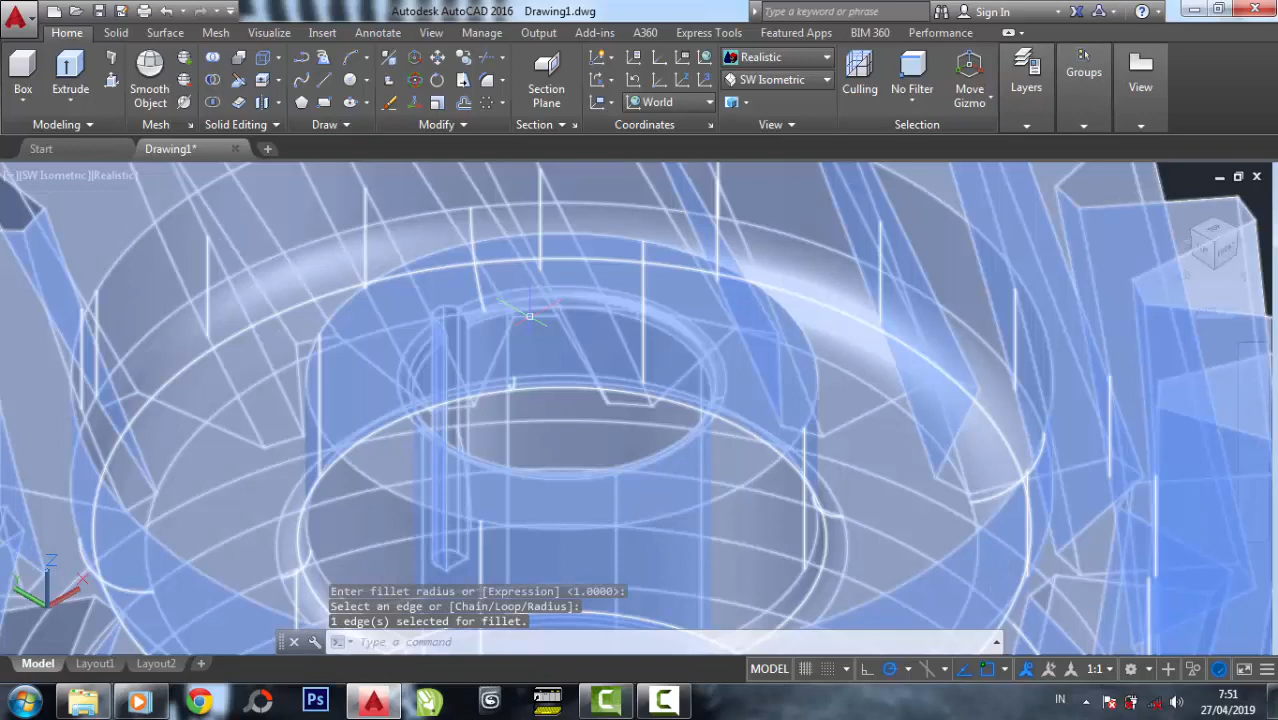 Autodesk AutoCAD 2016 Drawing1.dwg
Type a keyword or phrase
Sign In
Home Solid Surface Mesh Visualize Insert Annotate View Manage Output Add-ins A360 Express Tools Featured Apps BIM 360 Performance
Box
Extrude
Smooth
Object
Section
Plane
Realistic
SW Isometric
World
Culling
No Filter
Move
Gizmo
Layers
Groups
View
Modeling Mesh Solid Editing Draw Modify Section Coordinates View Selection
Start Drawing1*
[-][SW Isometric][Realistic]
Z
X
Enter fillet radius or [Expression] <1.0000>:
Select an edge or [Chain/Loop/Radius]:
1 edge(s) selected for fillet.
Type a command
Model Layout1 Layout2
MODEL
1:1
Ps
IN
7:51
27/04/2019